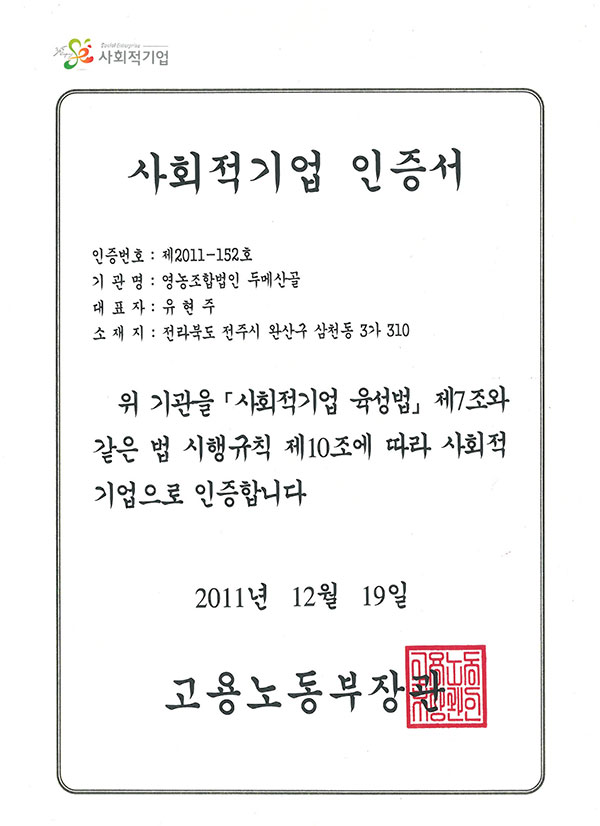 Social Enterprise
사회적기업
사회적기업 인증서
인증번호 : 제2011-152호
기 관 명 : 영농조합법인 두메산골
대 표 자 : 유 현 주
소 재 지 : 전라북도 전주시 완산구 삼천동 3가 310
위 기관을 「사회적기업 육성법」 제7조와
같은 법 시행규칙 제10조에 따라 사회적
기업으로 인증합니다
2011년 12월 19일
고용노동부장관